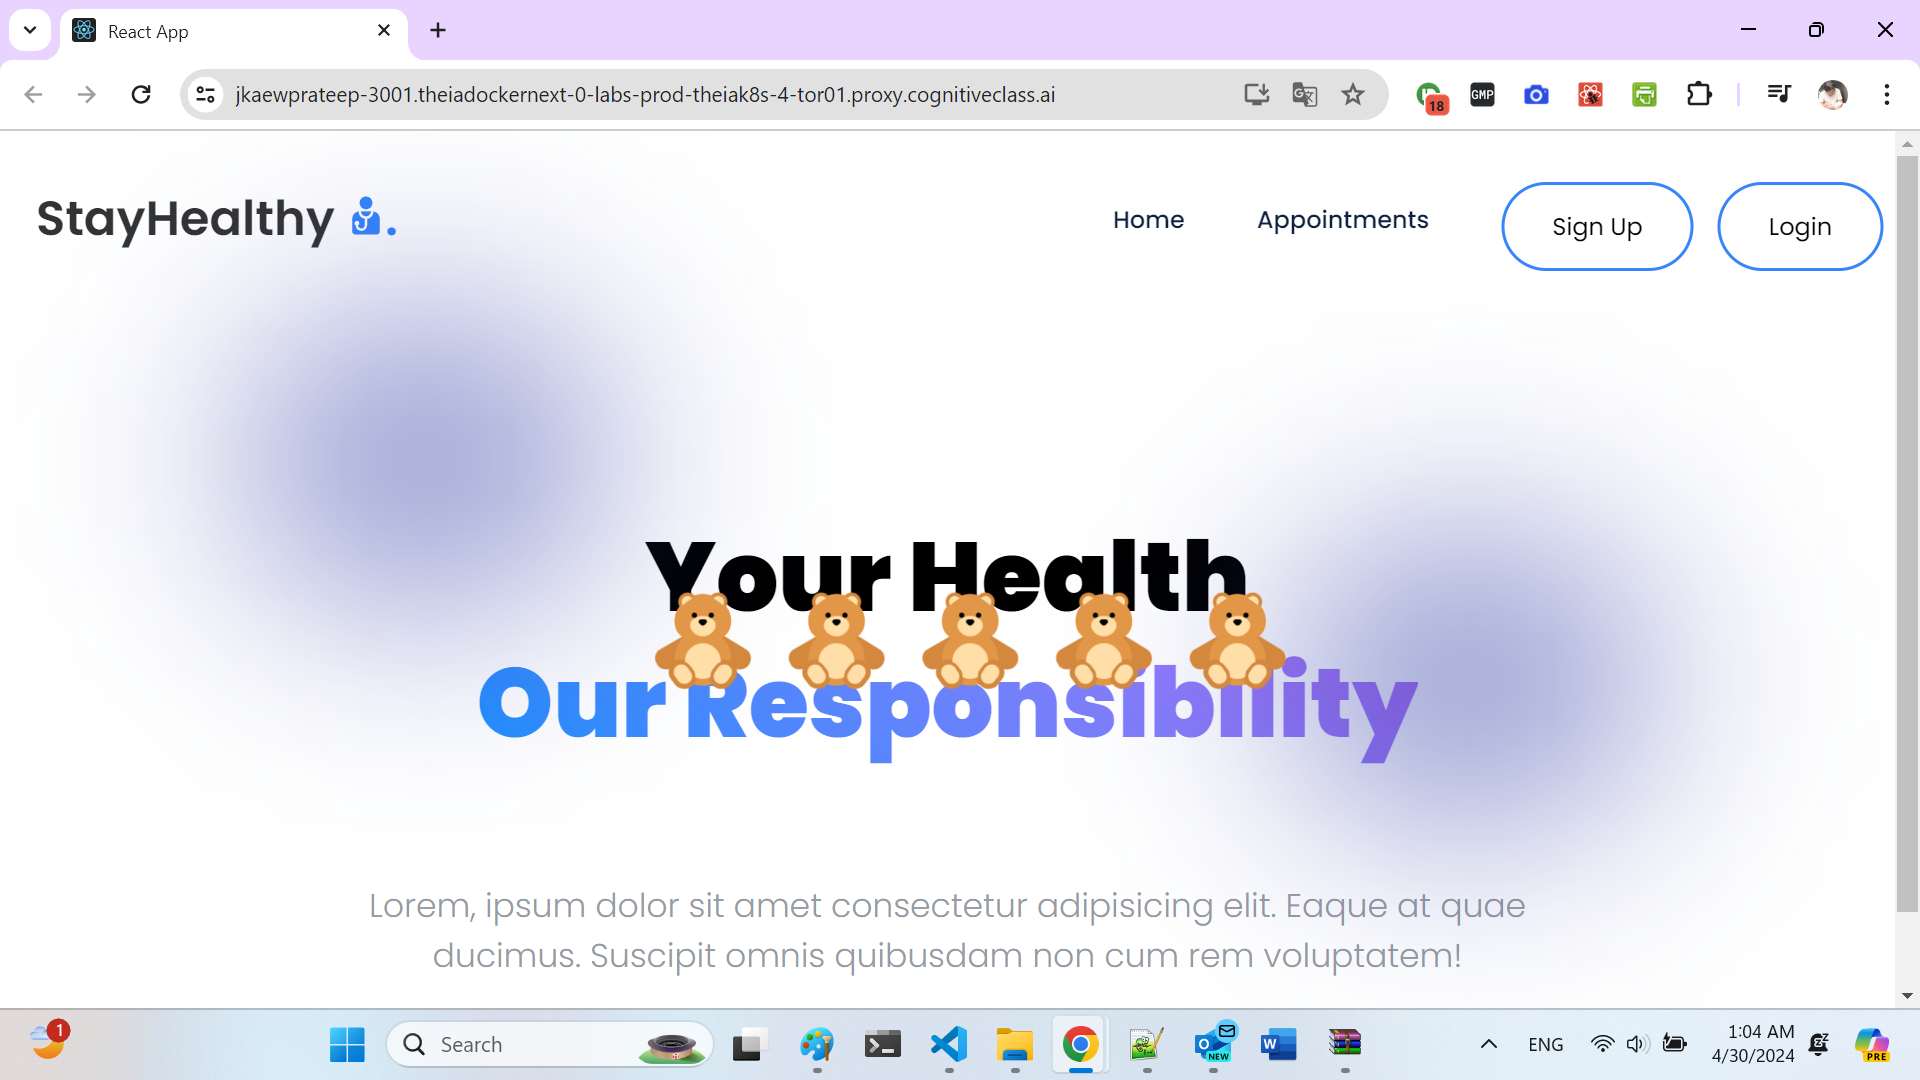 React App
jkaewprateep-3001.theiadockernext-0-labs-prod-theiak8s-4-tor01.proxy.cognitiveclass.ai
18
GMP
StayHealthy
Home
Appointments
Sign Up
Login
Your Health
Our Responsibility
Lorem, ipsum dolor sit amet consectetur adipisicing elit. Eaque at quae
ducimus. Suscipit omnis quibusdam non cum rem voluptatem!
1
Search
NEW
ENG
1:04 AM
4/30/2024
PRE